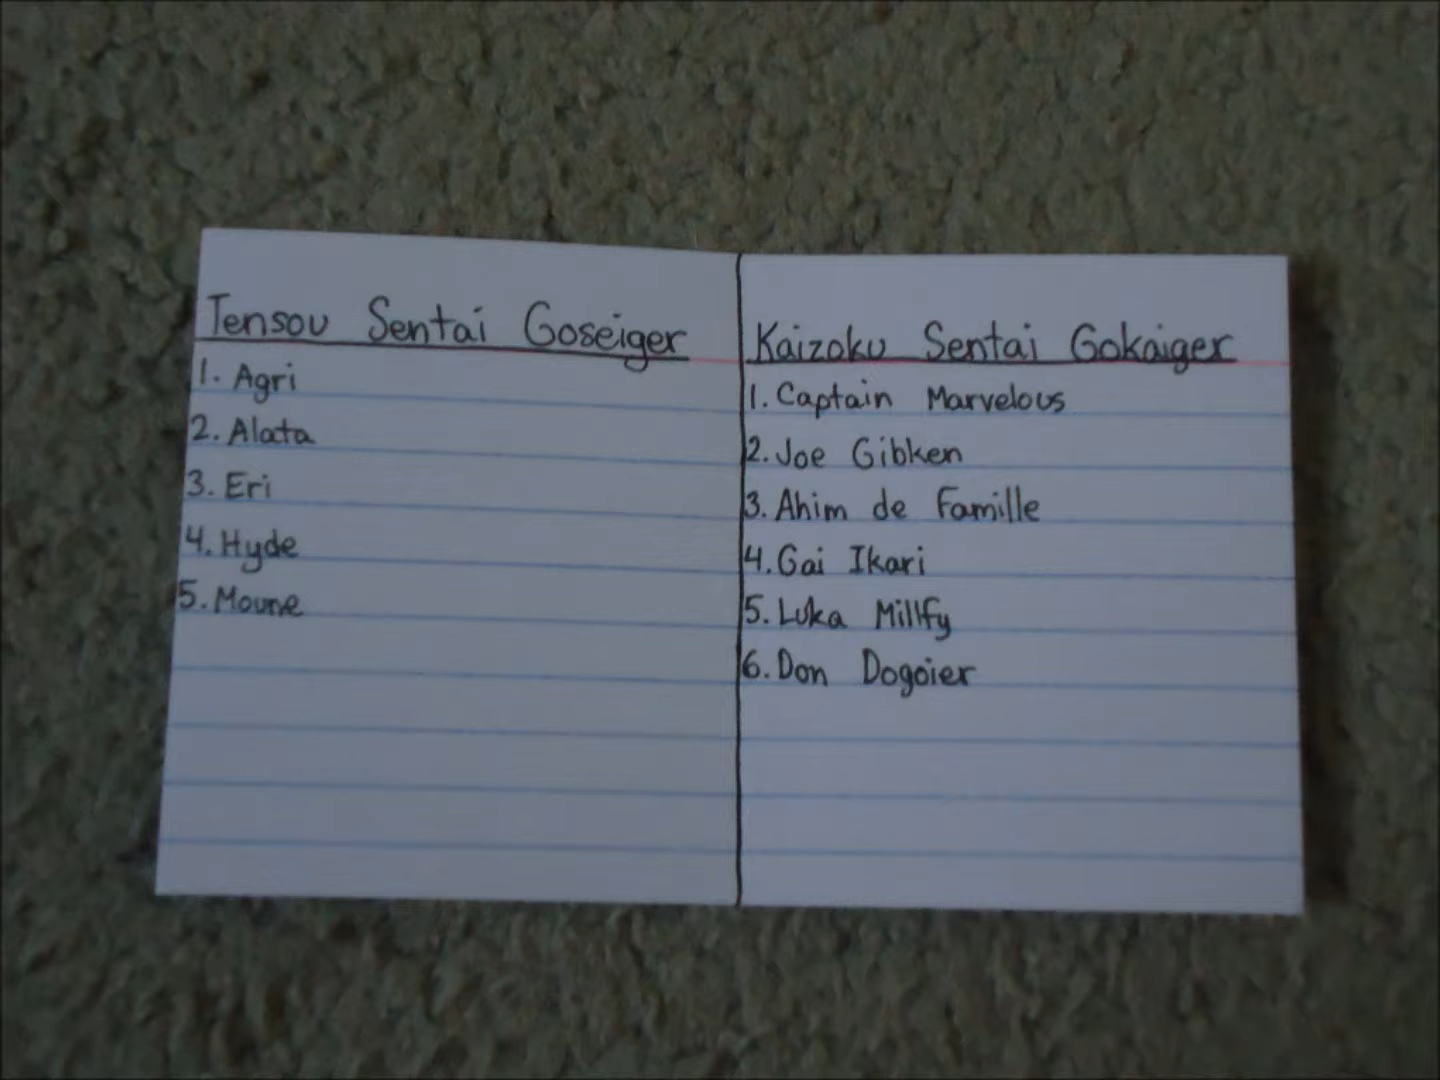 Tensou Sentai Goseiger
1. Agri
2. Alata
3. Eri
4. Hyde
5. Moune
Kaizoku Sentai Gokaiger
1. Captain Marvelous
2. Joe Gibken
3. Ahim de Famille
4. Gai Ikari
5. Luka Millfy
6. Don Dogoier